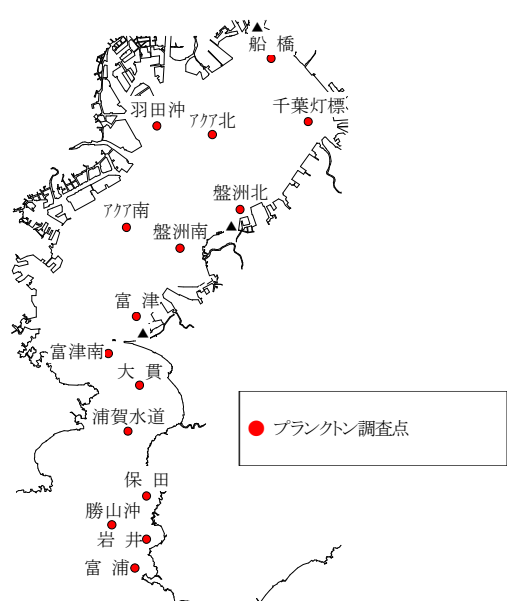 船橋
千葉灯標
羽田沖
ｱｸｱ北
盤洲北
ｱｸｱ南
盤洲南
富津
富津南
大貫
浦賀水道
プランクトン調査点
保田
勝山沖
岩井
富浦